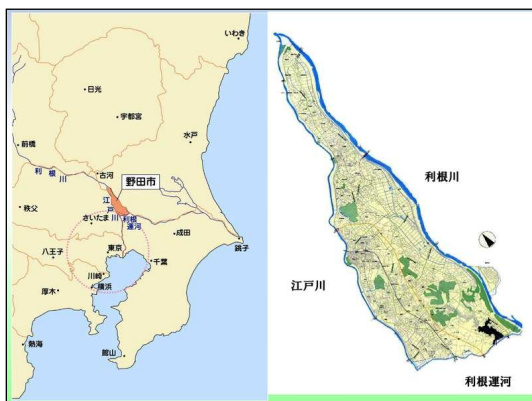 いわき
日光
宇都宮
水戸
前橋
古河
利根川
野田市
秩父
さいたま
江戸川
利根
運河
成田
銚子
八王子
東京
千葉
川崎
横浜
厚木
熱海
館山
利根川
江戸川
利根運河